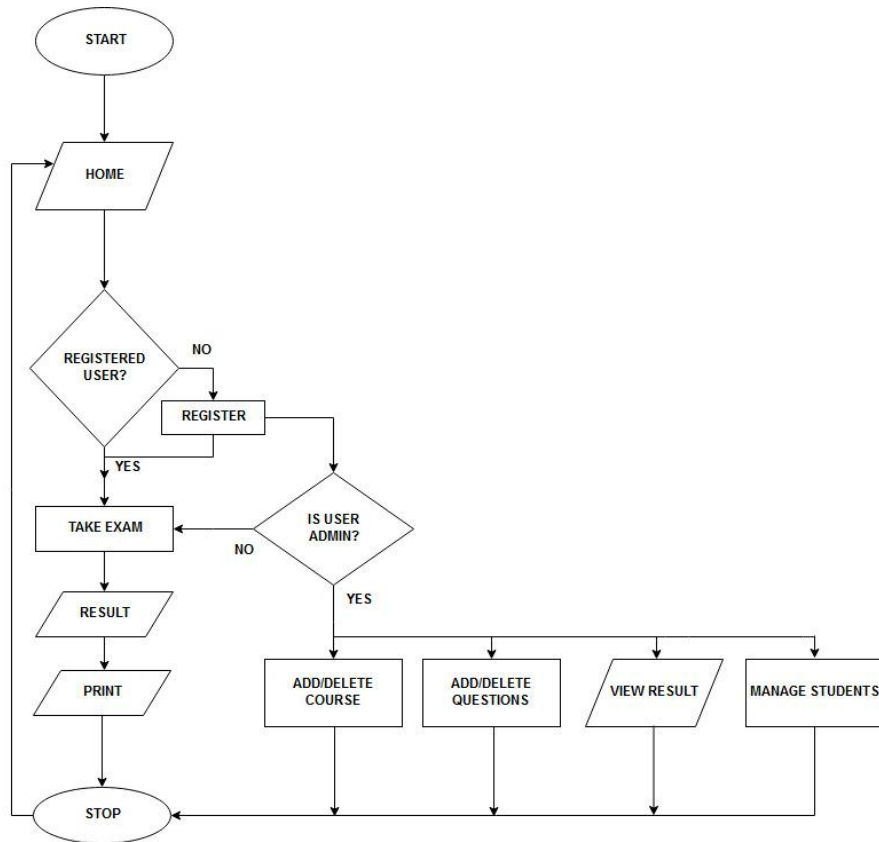 START
HOME
REGISTERED
USER?
NO
REGISTER
YES
TAKE EXAM
NO
IS USER
ADMIN?
YES
RESULT
PRINT
ADD/DELETE
COURSE
ADD/DELETE
QUESTIONS
VIEW RESULT
MANAGE STUDENTS
STOP